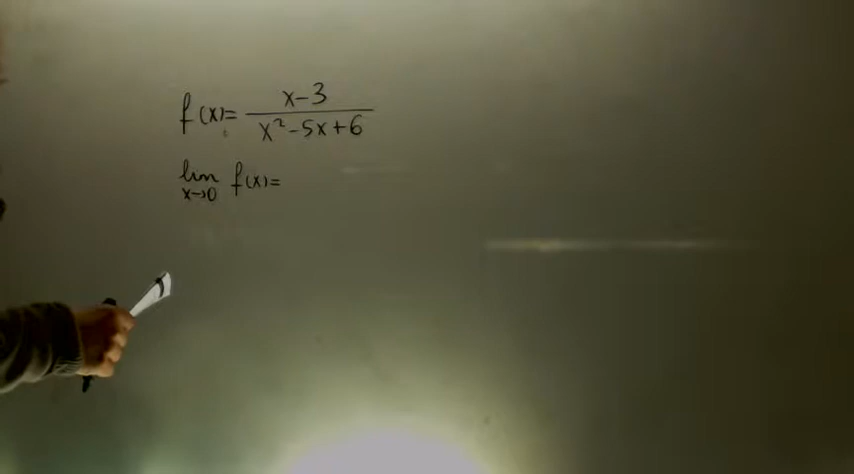 f(x)= x-3 / x²-5x+6
lim x→0 f(x)=